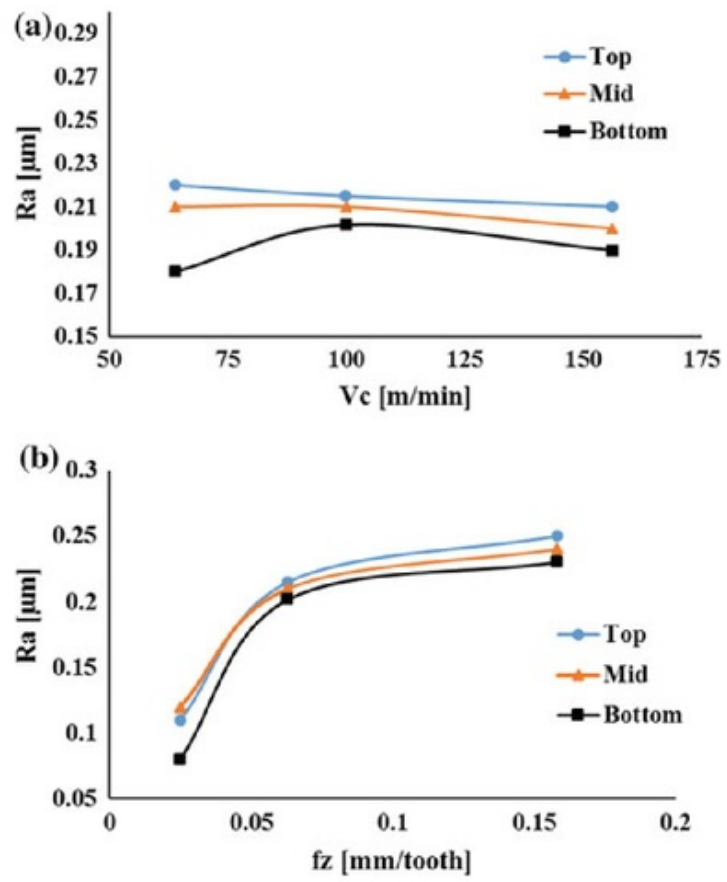 (a)
0.29
0.27
0.25
0.23
0.21
0.19
0.17
0.15
Ra [μm]
50 75 100 125 150 175
Vc [m/min]
Top
Mid
Bottom
(b)
0.3
0.25
0.2
0.15
0.1
0.05
Ra [μm]
0 0.05 0.1 0.15 0.2
fz [mm/tooth]
Top
Mid
Bottom